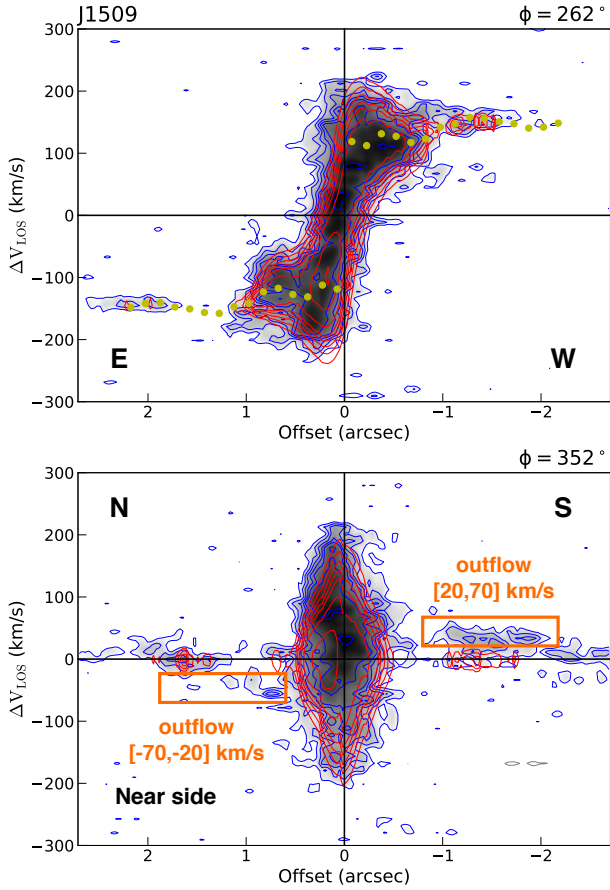 J1509 ϕ = 262°
300
200
100
0
−100
−200
−300
ΔV_LOS (km/s)
E W
2 1 0 −1 −2
Offset (arcsec)
ϕ = 352°
300
200
100
0
−100
−200
−300
ΔV_LOS (km/s)
N S
outflow
[20,70] km/s
outflow
[-70,-20] km/s
Near side
2 1 0 −1 −2
Offset (arcsec)